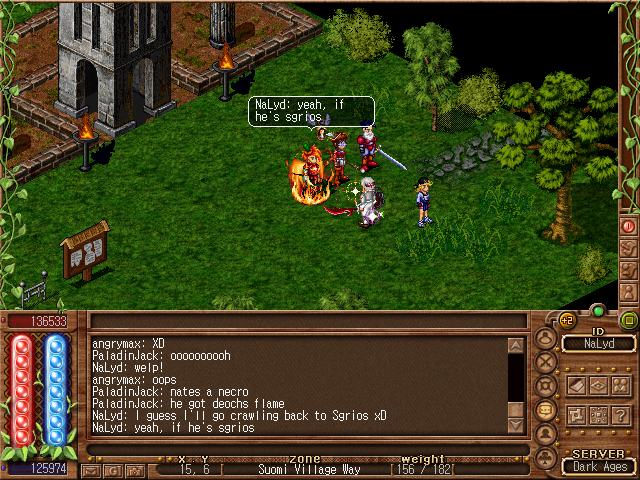 NaLyd: yeah, if
he's sgrios
136533
angrymax: XD
PaladinJack: oooooooooh
NaLyd: welp!
angrymax: oops
PaladinJack: nates a necro
PaladinJack: he got deochs flame
NaLyd: I guess I'll go crawling back to Sgrios xD
NaLyd: yeah, if he's sgrios
+2
ID
NaLyd
?
SERVER
Dark Ages
125974
G
x y zone weight
15, 6 Suomi Village Way 156 / 182